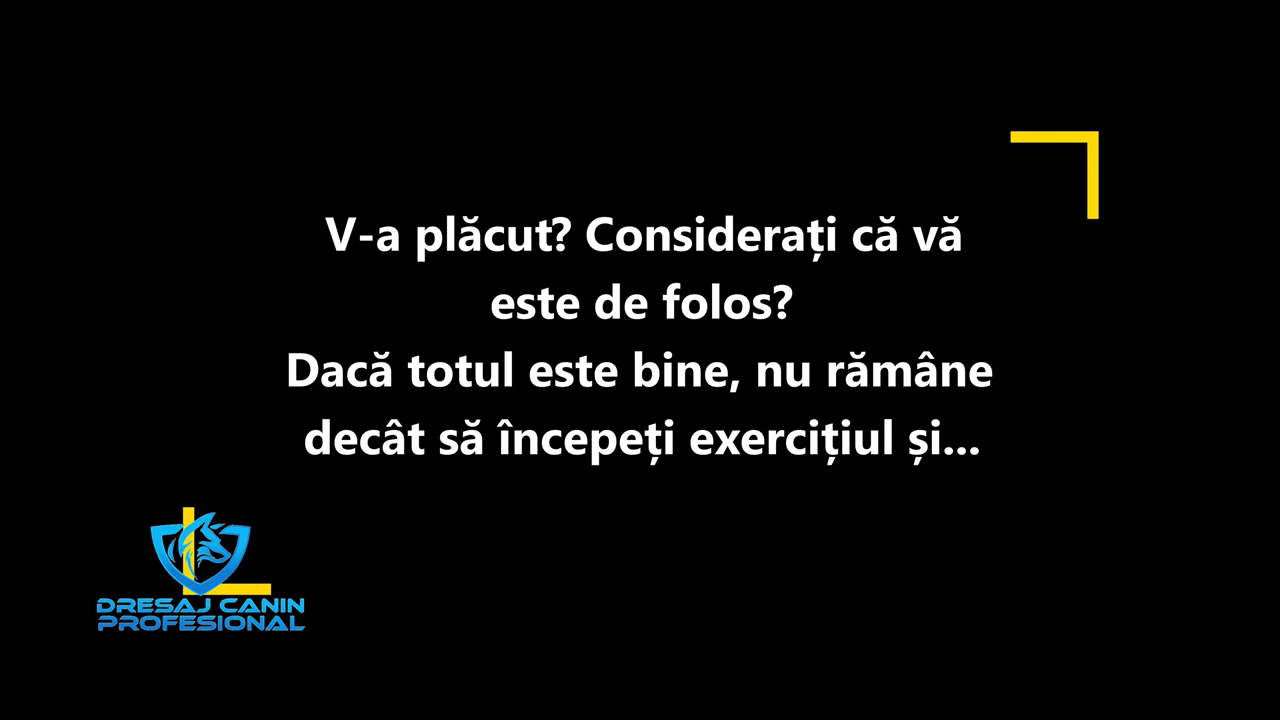 V-a plăcut? Considerați că vă
este de folos?
Dacă totul este bine, nu rămâne
decât să începeți exercițiul și...
DRESAJ CANIN
PROFESIONAL